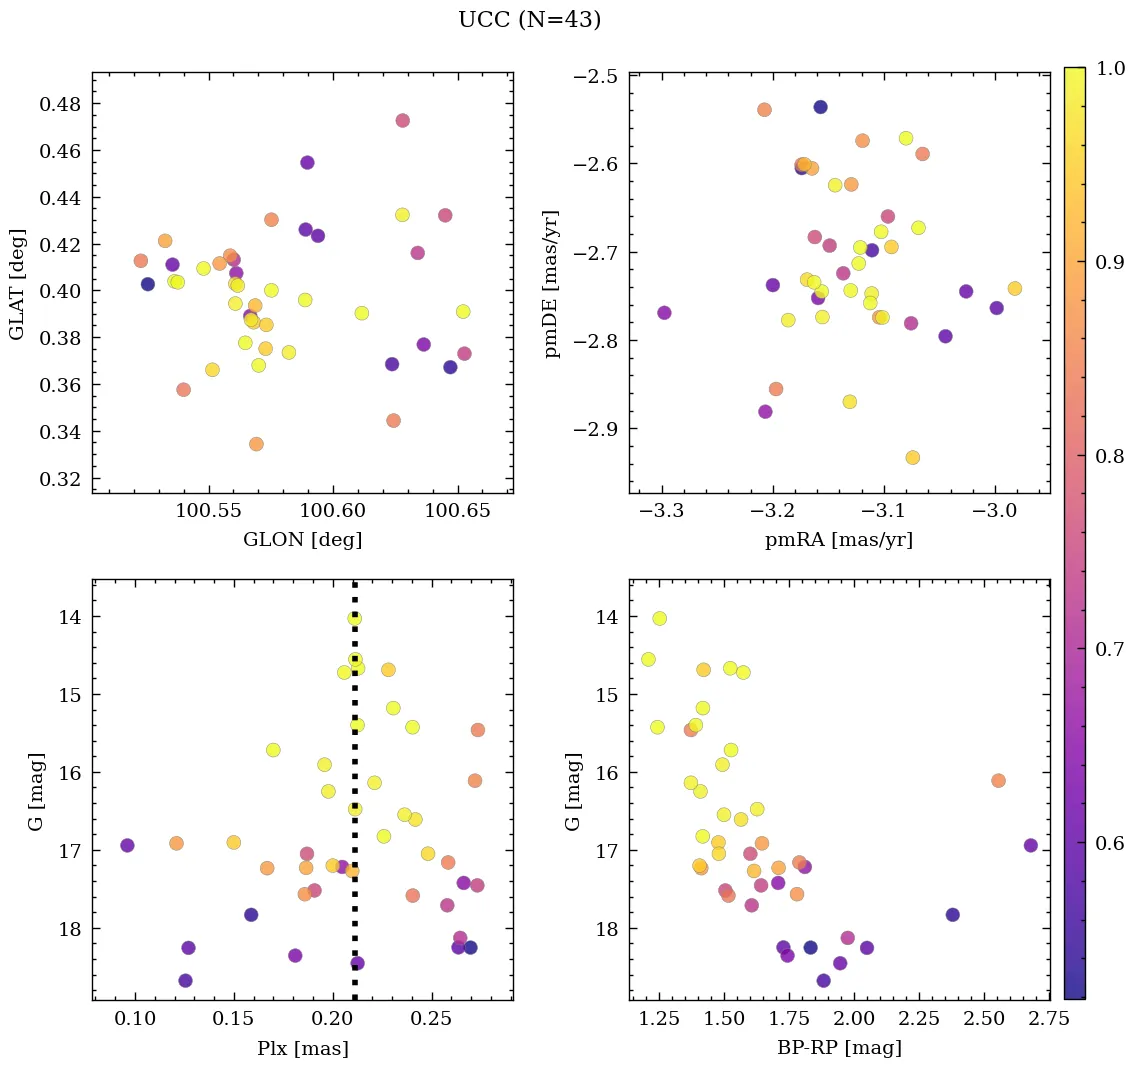 UCC (N=43)
0.48
0.46
0.44
0.42
0.40
0.38
0.36
0.34
0.32
GLAT [deg]
100.55 100.60 100.65
GLON [deg]
−2.5
−2.6
−2.7
−2.8
−2.9
pmDE [mas/yr]
−3.3 −3.2 −3.1 −3.0
pmRA [mas/yr]
1.0
0.9
0.8
0.7
0.6
14
15
16
17
18
G [mag]
0.10 0.15 0.20 0.25
Plx [mas]
14
15
16
17
18
G [mag]
1.25 1.50 1.75 2.00 2.25 2.50 2.75
BP-RP [mag]